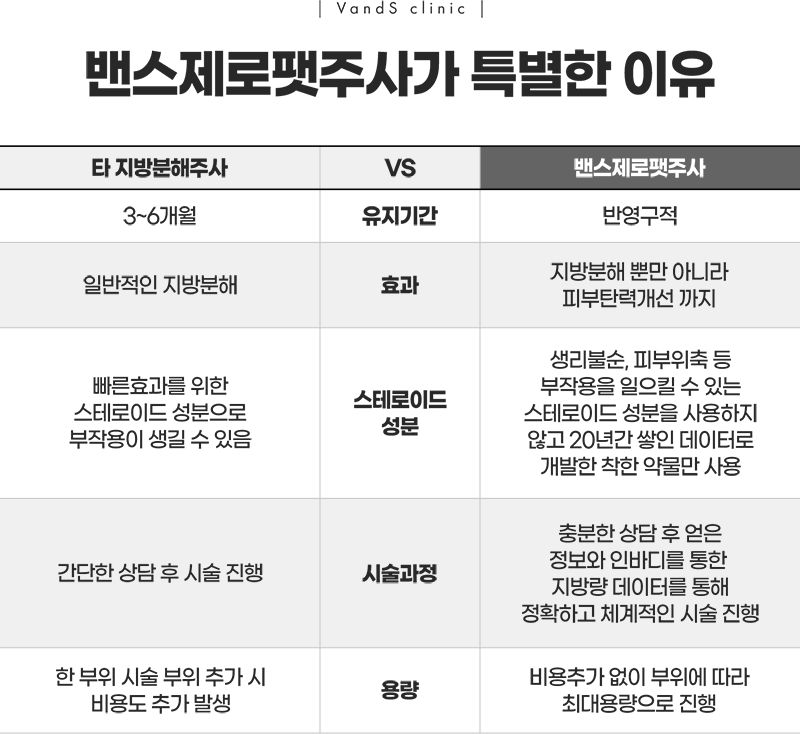 | VandS clinic |
밴스제로팻주사가 특별한 이유
타 지방분해주사
VS
밴스제로팻주사
3~6개월
유지기간
반영구적
일반적인 지방분해
효과
지방분해 뿐만 아니라
피부탄력개선 까지
빠른효과를 위한
스테로이드 성분으로
부작용이 생길 수 있음
스테로이드
성분
생리불순, 피부위축 등
부작용을 일으킬 수 있는
스테로이드 성분을 사용하지
않고 20년간 쌓인 데이터로
개발한 착한 약물만 사용
간단한 상담 후 시술 진행
시술과정
충분한 상담 후 얻은
정보와 인바디를 통한
지방량 데이터를 통해
정확하고 체계적인 시술 진행
한 부위 시술 부위 추가 시
비용도 추가 발생
용량
비용추가 없이 부위에 따라
최대용량으로 진행